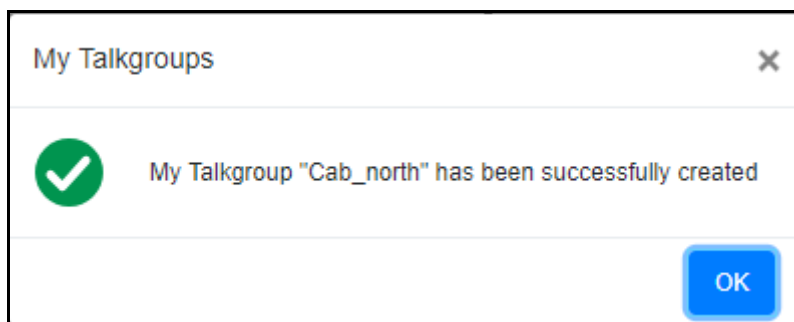 My Talkgroups
My Talkgroup "Cab_north" has been successfully created
OK